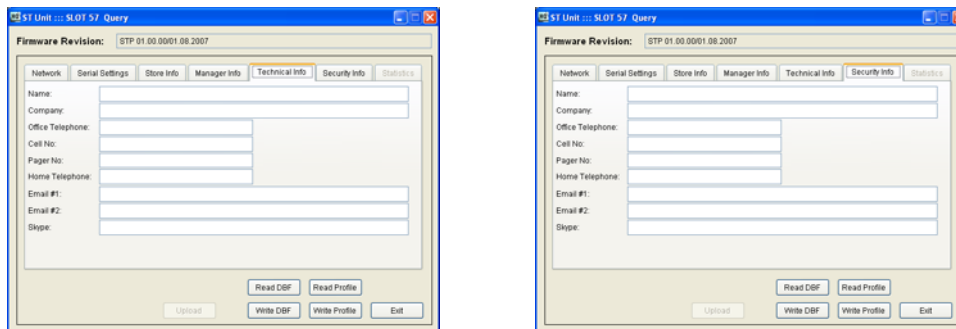 ST Unit ::: SLOT 57 Query
Firmware Revision: STP 01.00.00/01.08.2007
Network Serial Settings Store Info Manager Info Technical Info Security Info Statistics
Name:
Company:
Office Telephone:
Cell No:
Pager No:
Home Telephone:
Email #1:
Email #2:
Skype:
Read DBF Read Profile
Upload Write DBF Write Profile Exit
ST Unit ::: SLOT 57 Query
Firmware Revision: STP 01.00.00/01.08.2007
Network Serial Settings Store Info Manager Info Technical Info Security Info Statistics
Name:
Company:
Office Telephone:
Cell No:
Pager No:
Home Telephone:
Email #1:
Email #2:
Skype:
Read DBF Read Profile
Upload Write DBF Write Profile Exit